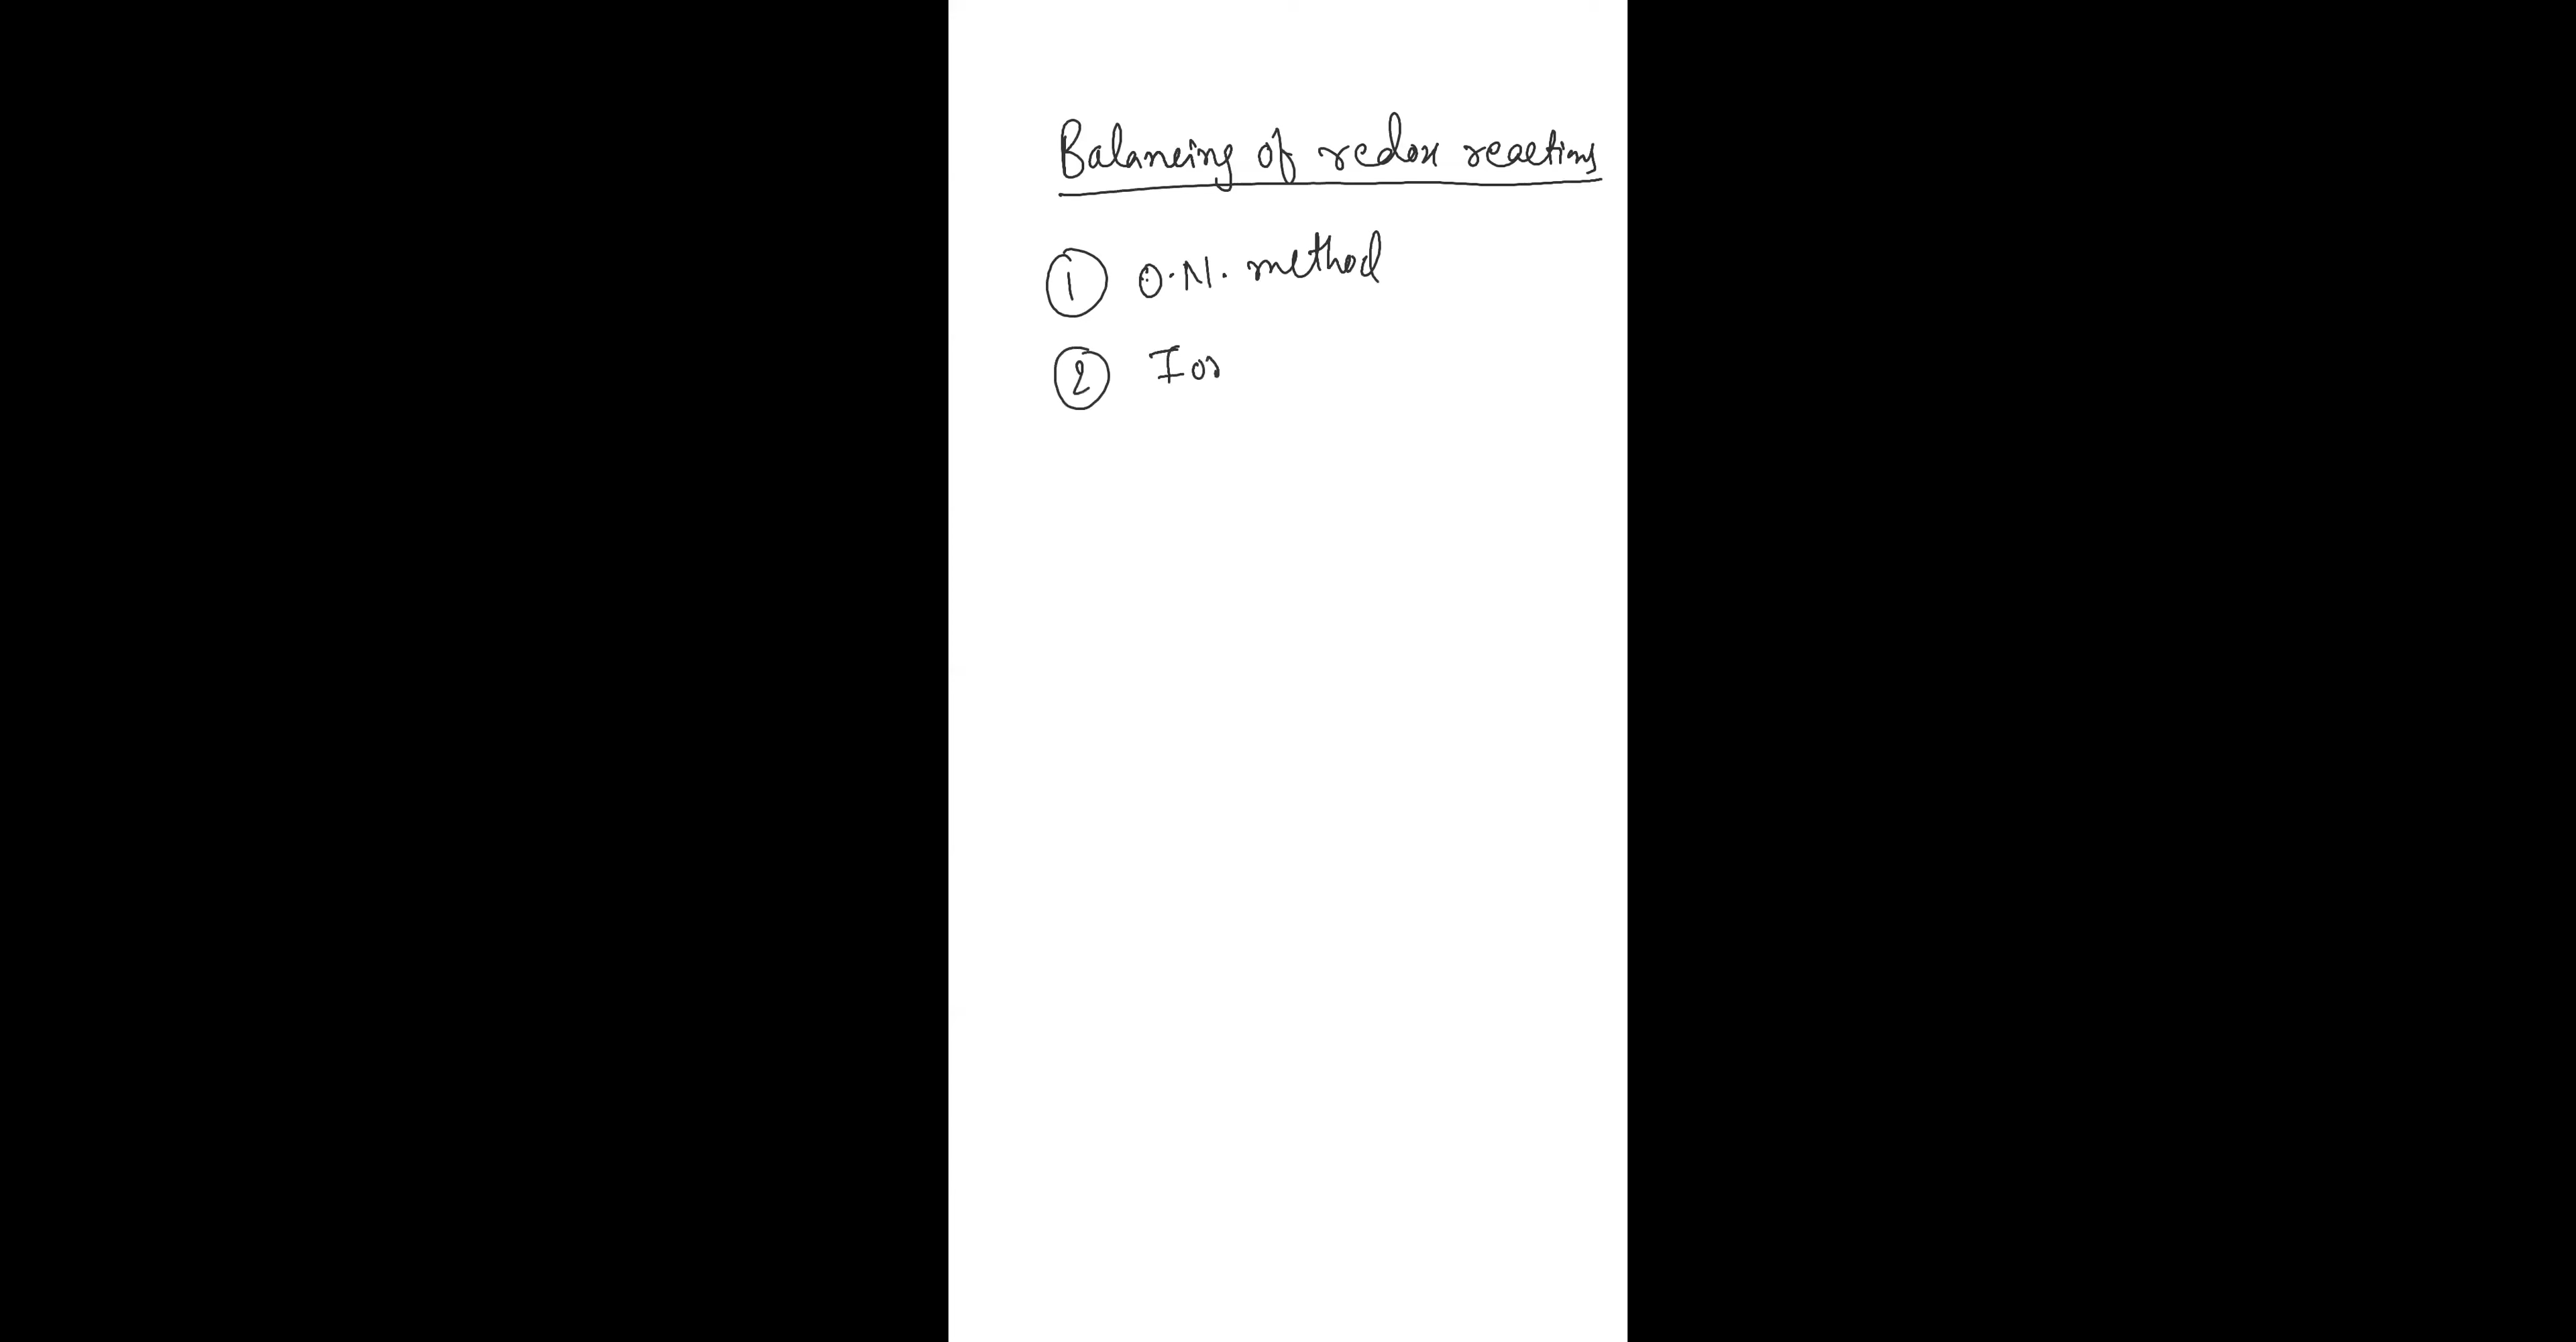 Balancing of redox reactions
① O.N. method
② Ion